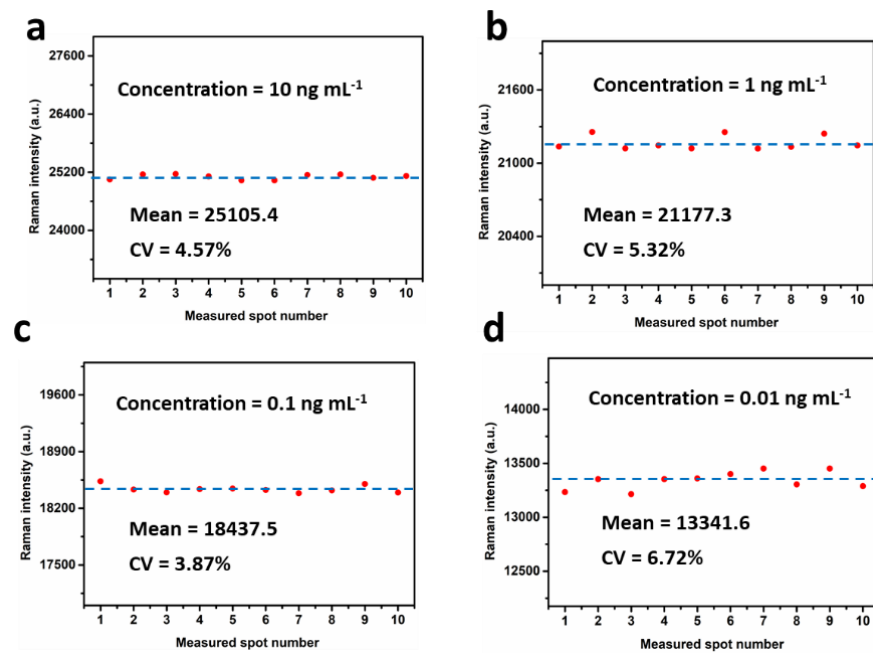 a
27600
26400
25200
24000
Raman intensity (a.u.)
Concentration = 10 ng mL⁻¹
Mean = 25105.4
CV = 4.57%
1 2 3 4 5 6 7 8 9 10
Measured spot number
b
21600
21000
20400
Raman intensity (a.u.)
Concentration = 1 ng mL⁻¹
Mean = 21177.3
CV = 5.32%
1 2 3 4 5 6 7 8 9 10
Measured spot number
c
19600
18900
18200
17500
Raman intensity (a.u.)
Concentration = 0.1 ng mL⁻¹
Mean = 18437.5
CV = 3.87%
1 2 3 4 5 6 7 8 9 10
Measured spot number
d
14000
13500
13000
12500
Raman intensity (a.u.)
Concentration = 0.01 ng mL⁻¹
Mean = 13341.6
CV = 6.72%
1 2 3 4 5 6 7 8 9 10
Measured spot number